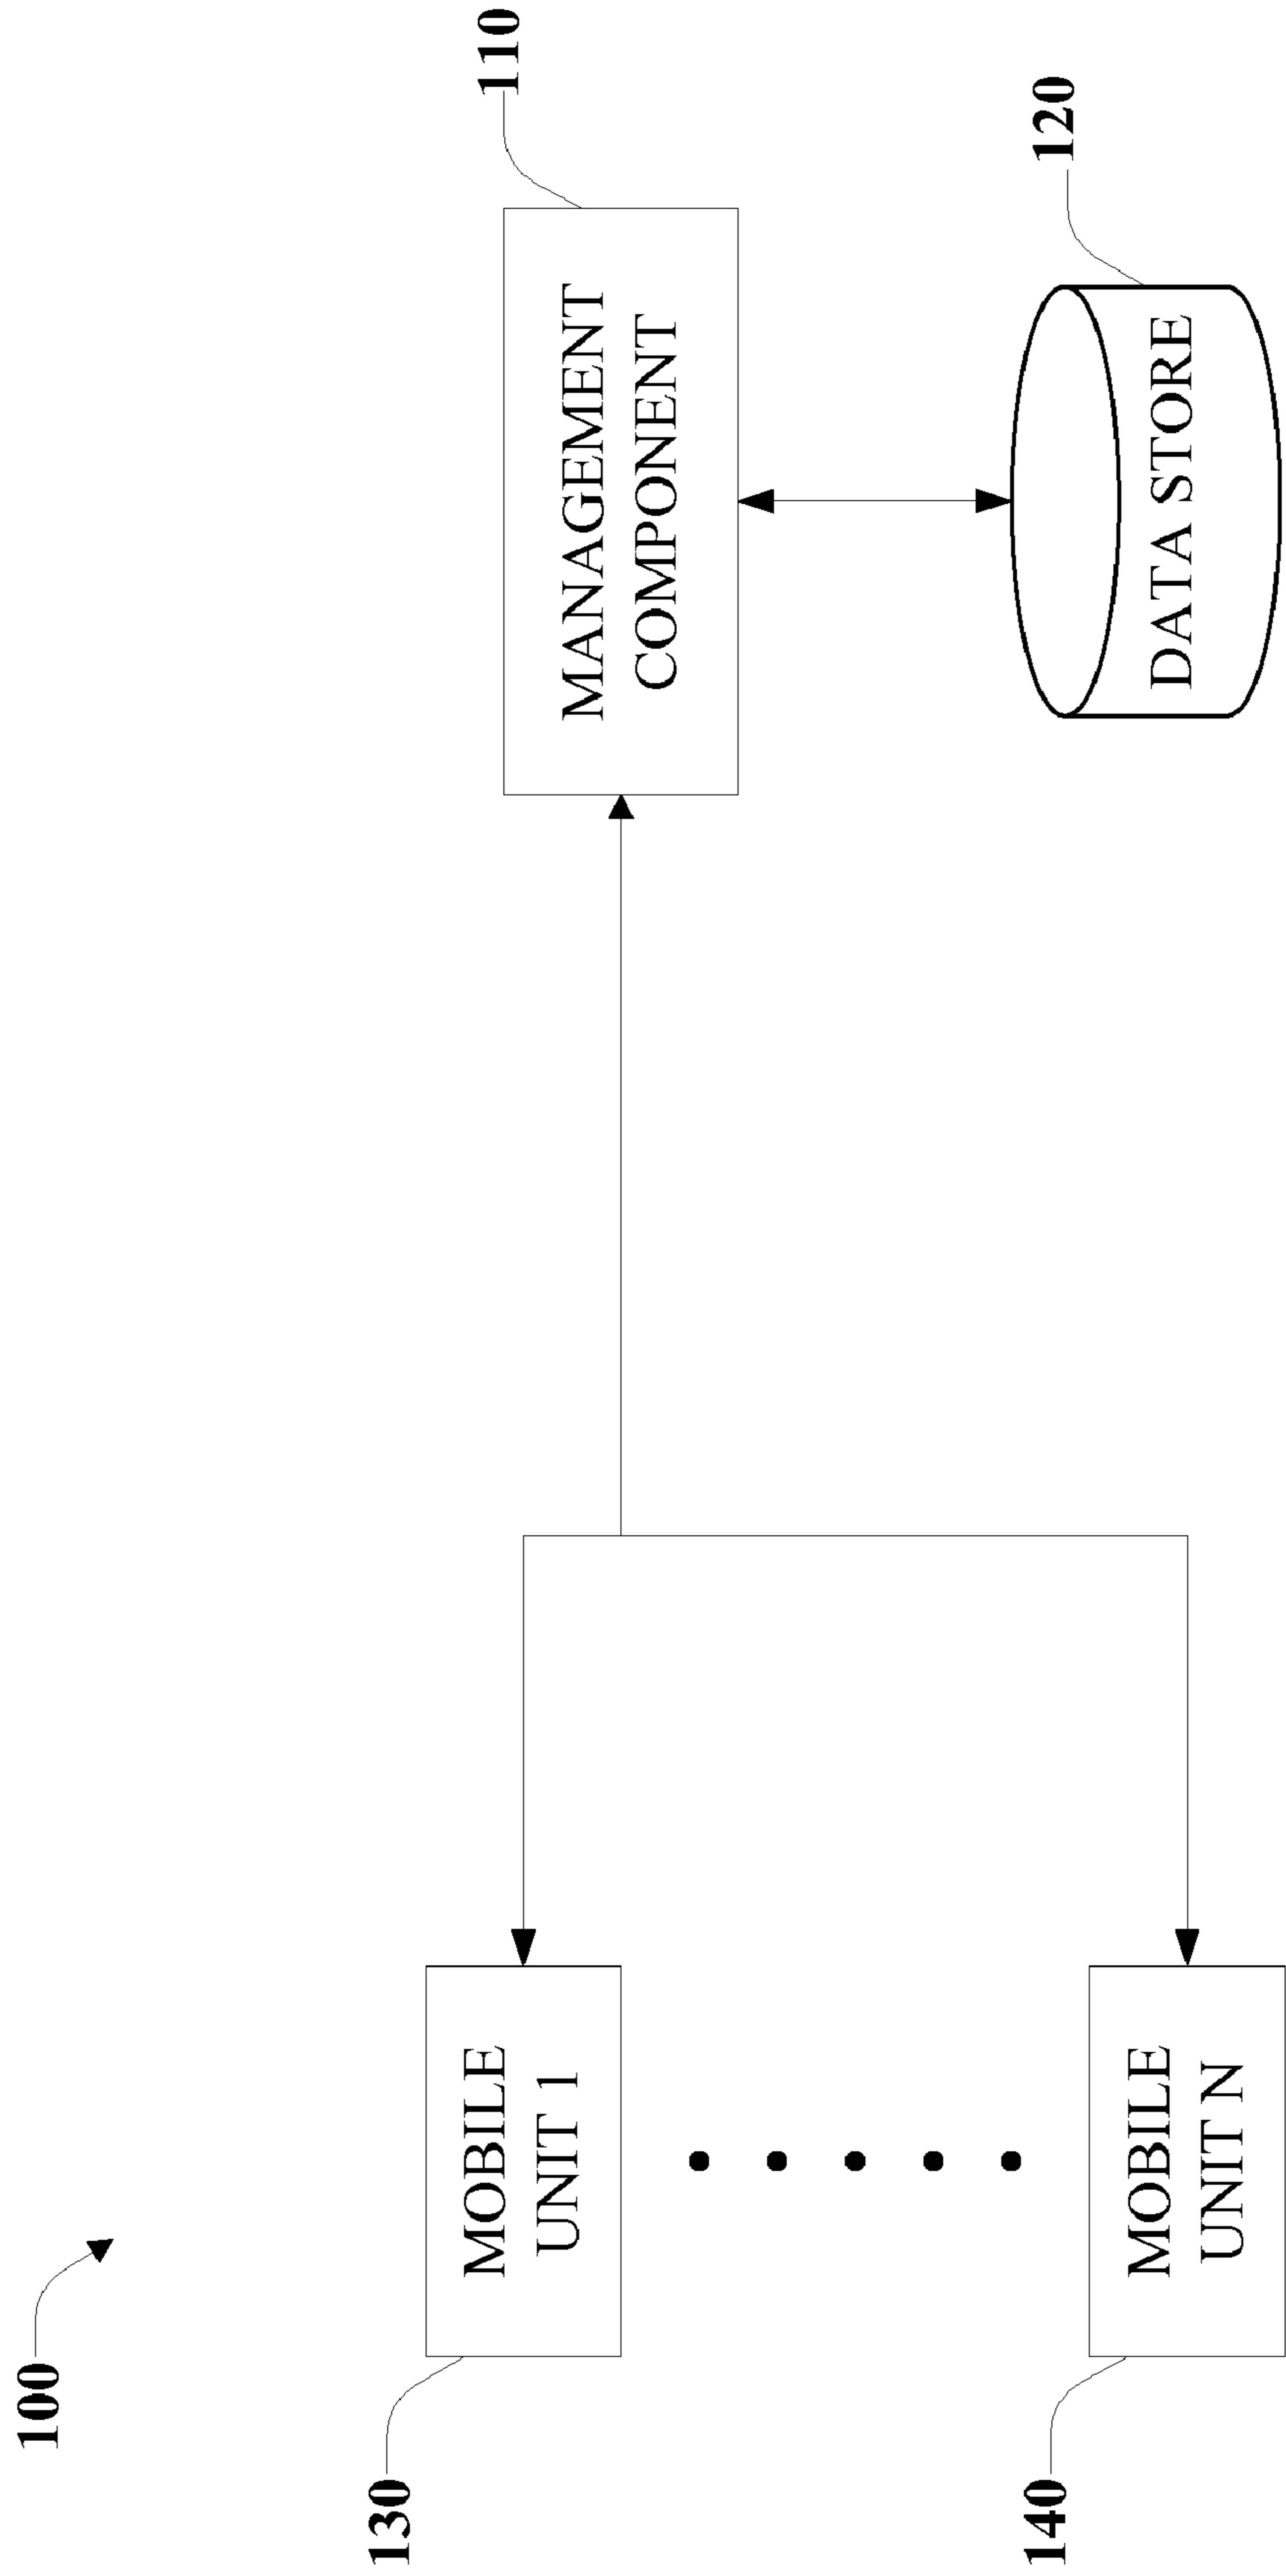 100
110
MANAGEMENT
COMPONENT
130
MOBILE
UNIT 1
120
DATA STORE
140
MOBILE
UNIT N